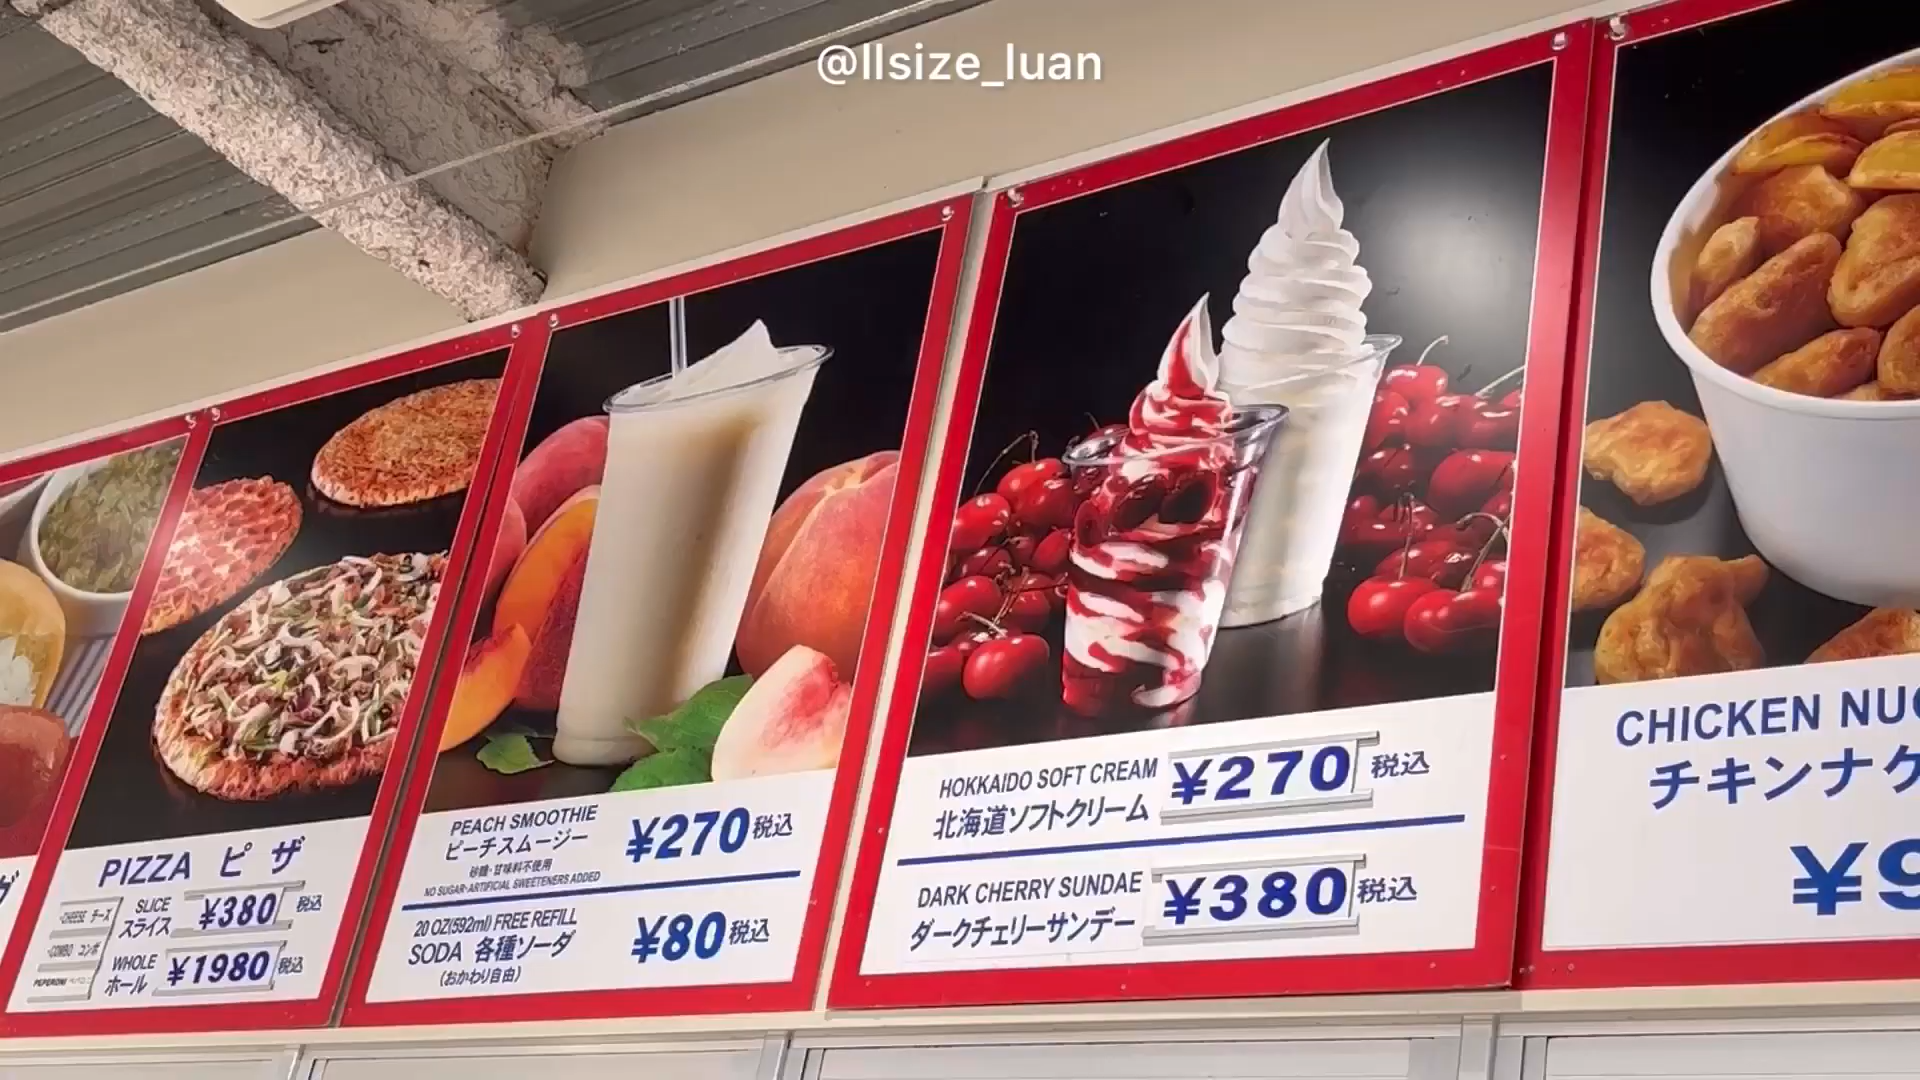 @llsize_luan
PIZZA ピザ
-CHEESE チーズ
-COMBO コンボ
PEPERONI
SLICE
スライス
¥380 税込
WHOLE
ホール
¥1980 税込
PEACH SMOOTHIE
ピーチスムージー
砂糖・甘味料不使用
NO SUGAR・ARTIFICIAL SWEETENERS ADDED
¥270 税込
20 OZ(592ml) FREE REFILL
SODA 各種ソーダ
(おかわり自由)
¥80 税込
HOKKAIDO SOFT CREAM
北海道ソフトクリーム
¥270 税込
DARK CHERRY SUNDAE
ダークチェリーサンデー
¥380 税込
CHICKEN NU
チキンナ
¥9